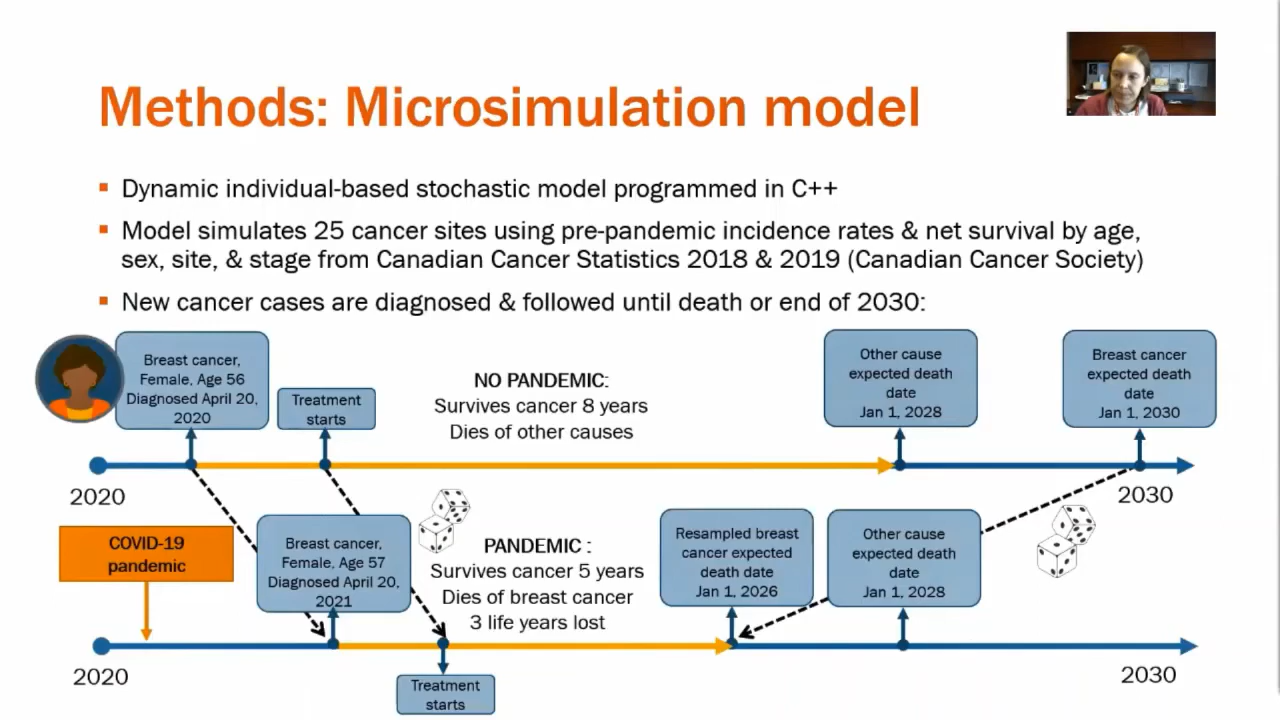 Methods: Microsimulation model
▪ Dynamic individual-based stochastic model programmed in C++
▪ Model simulates 25 cancer sites using pre-pandemic incidence rates & net survival by age,
sex, site, & stage from Canadian Cancer Statistics 2018 & 2019 (Canadian Cancer Society)
▪ New cancer cases are diagnosed & followed until death or end of 2030:
Breast cancer,
Female, Age 56
Diagnosed April 20,
2020
Treatment
starts
NO PANDEMIC:
Survives cancer 8 years
Dies of other causes
Other cause
expected death
date
Jan 1, 2028
Breast cancer
expected death
date
Jan 1, 2030
2020
2030
COVID-19
pandemic
Breast cancer,
Female, Age 57
Diagnosed April 20,
2021
PANDEMIC :
Survives cancer 5 years
Dies of breast cancer
3 life years lost
Resampled breast
cancer expected
death date
Jan 1, 2026
Other cause
expected death
date
Jan 1, 2028
2020
Treatment
starts
2030